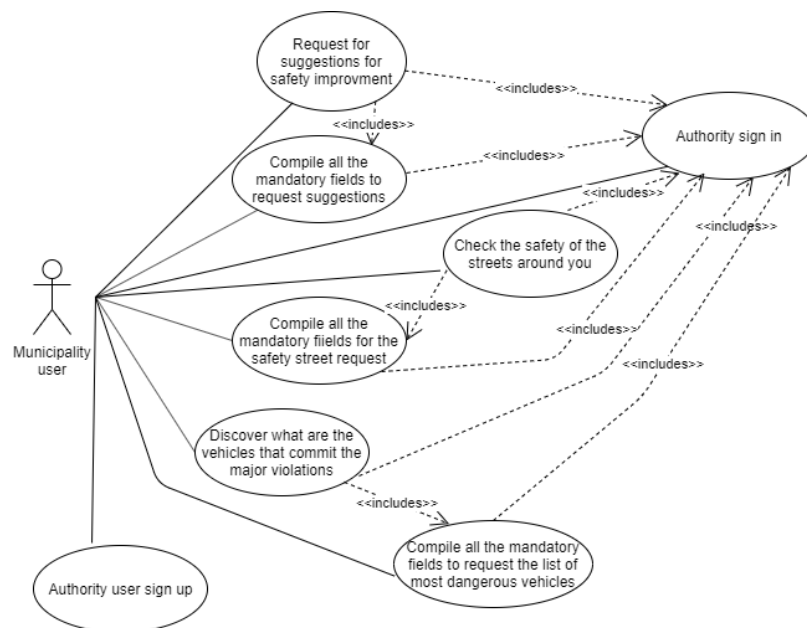 Request for
suggestions for
safety improvment
<<includes>>
<<includes>>
Authority sign in
Compile all the
mandatory fields to
request suggestions
<<includes>>
<<includes>>
Check the safety of the
streets around you
<<includes>>
Municipality
user
<<includes>>
Compile all the
mandatory fiields for the
safety street request
<<includes>>
<<includes>>
Discover what are the
vehicles that commit the
major violations
<<includes>>
Compile all the mandatory
fields to request the list of
most dangerous vehicles
Authority user sign up